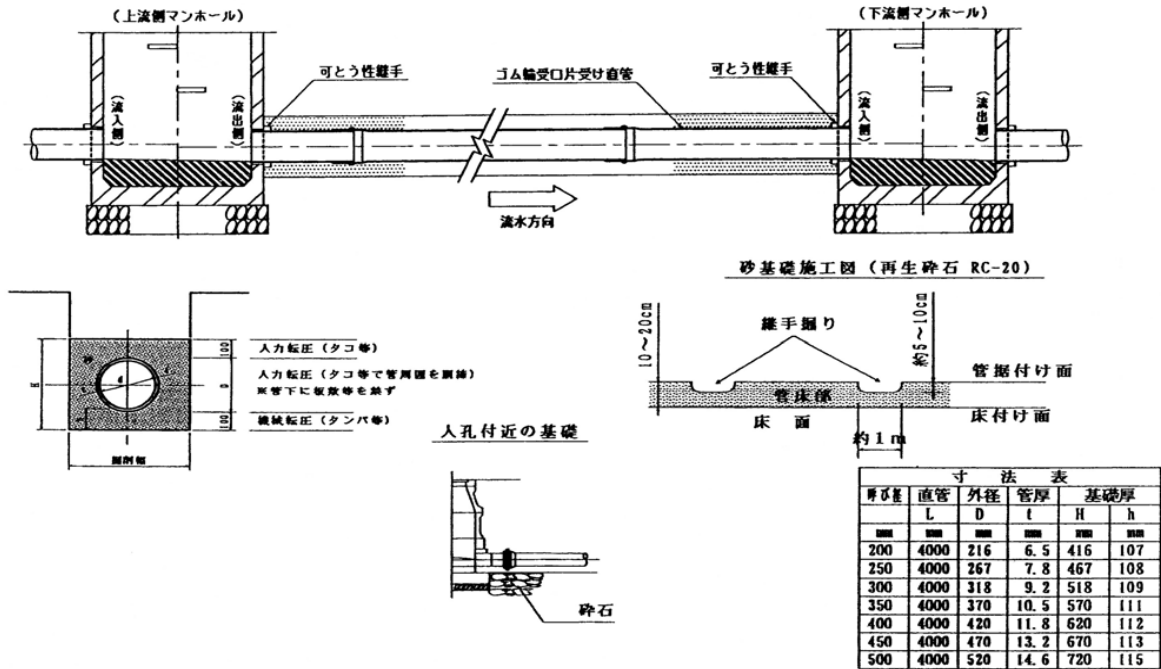 （上流側マンホール）
（下流側マンホール）
可とう性継手
ゴム輪受口片受け直管
可とう性継手
（流入側）
（流出側）
（流入側）
（流出側）
流水方向
砂基礎施工図（再生砕石 RC-20）
10～20cm
継手掘り
約5～10cm
管据付け面
管床部
床付け面
床面
約1m
100
人力転圧（タコ等）
H
d
D
人力転圧（タコ等で管周囲を
※管下に
100
機械転圧（タンパ等）
掘削幅
人孔付近の基礎
砕石
寸法表
呼び径 直管 外径 管厚 基礎厚
L D t H h
mm mm mm mm mm mm
200 4000 216 6.5 416 107
250 4000 267 7.8 467 108
300 4000 318 9.2 518 109
350 4000 370 10.5 570 111
400 4000 420 11.8 620 112
450 4000 470 13.2 670 113
500 4000 520 14.6 720 115